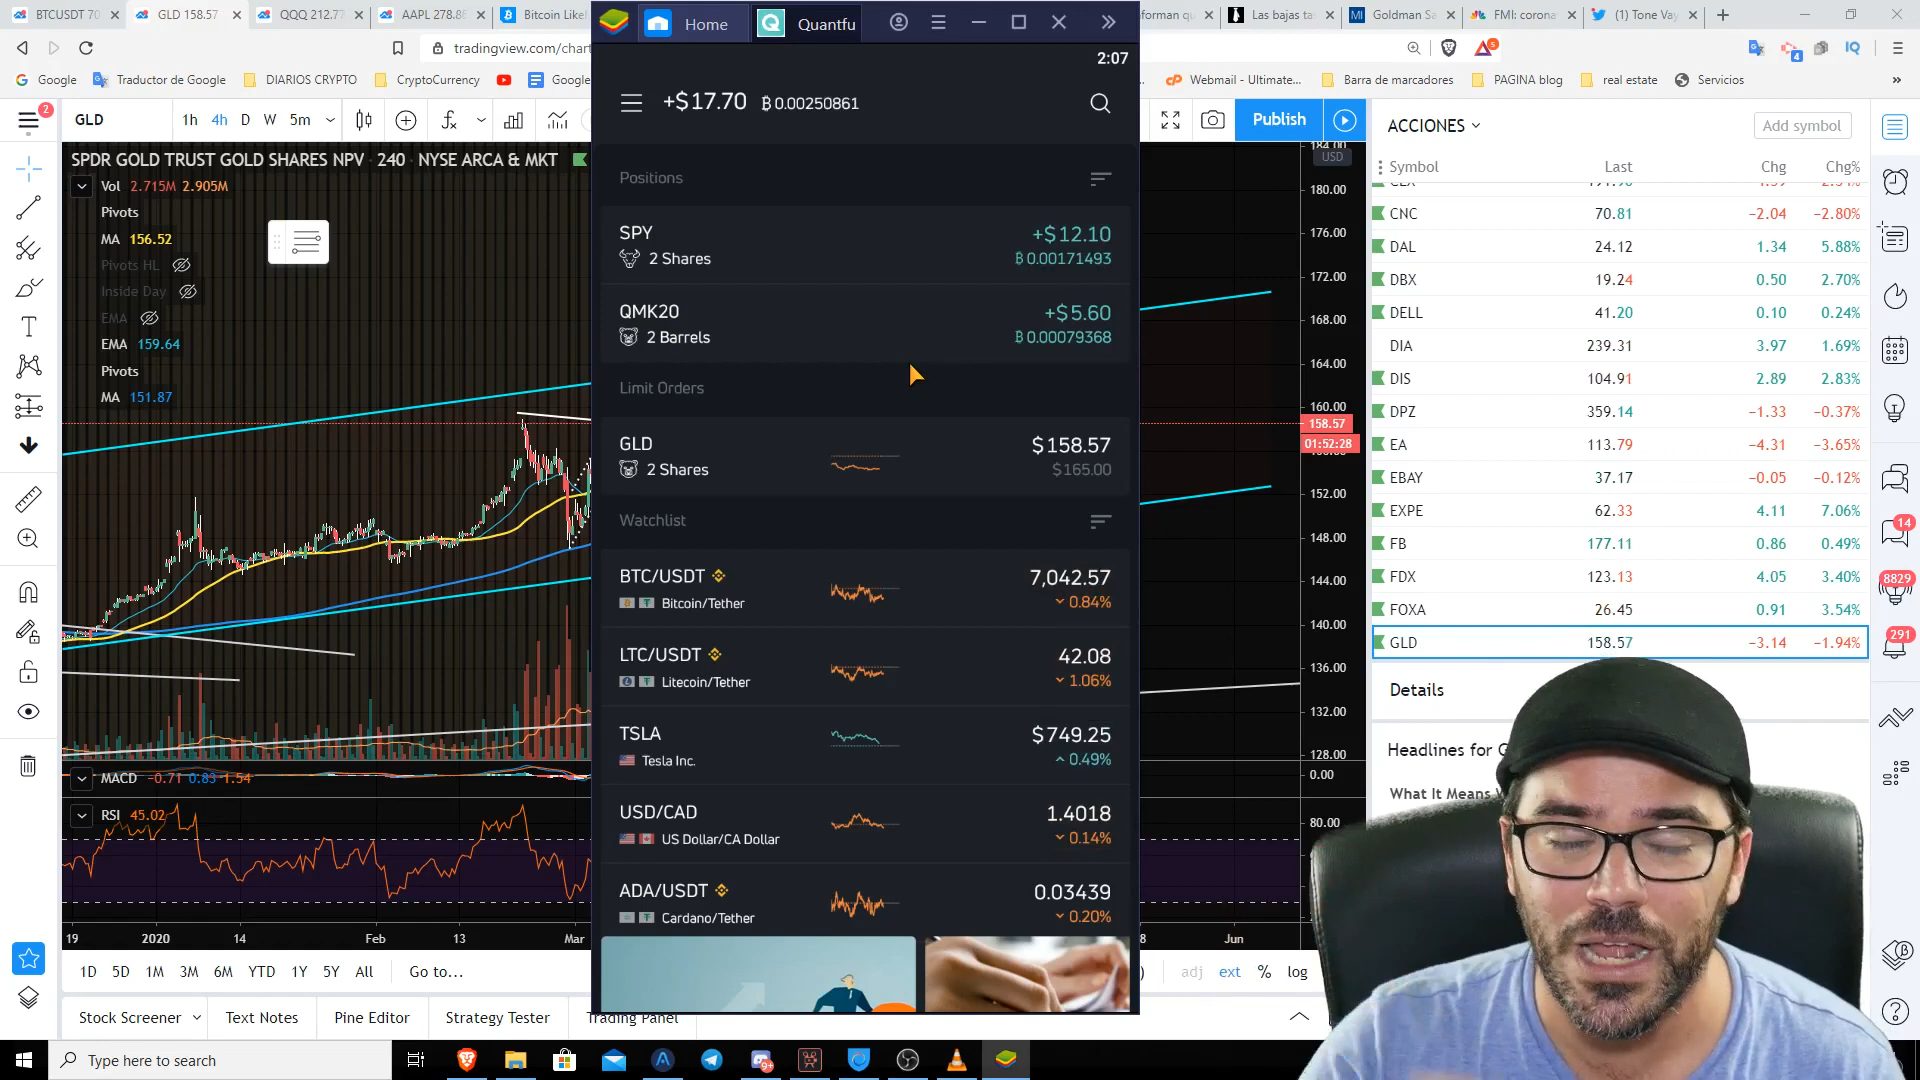 BTCUSDT 70
GLD 158.57
QQQ 212.77
AAPL 278.88
Bitcoin Likel
Home
Quantfu
Las bajas ta
Goldman Sa
FMI: corona
(1) Tone Vay
tradingview.com/chart
Google
Traductor de Google
DIARIOS CRYPTO
CryptoCurrency
Google
Webmail - Ultimate...
Barra de marcadores
PAGINA blog
real estate
Servicios
2:07
+$17.70 ₿ 0.00250861
2
GLD
1h 4h D W 5m
Publish
SPDR GOLD TRUST GOLD SHARES NPV 240 NYSE ARCA & MKT
Vol 2.715M 2.905M
Pivots
MA 156.52
Pivots HL
Inside Day
EMA
EMA 159.64
Pivots
MA 151.87
MACD -0.71 0.83 1.54
RSI 45.02
19 2020 14 Feb 13 Mar
1D 5D 1M 3M 6M YTD 1Y 5Y All Go to...
Stock Screener
Text Notes
Pine Editor
Strategy Tester
Trading Panel
Type here to search
Positions
SPY +$12.10
2 Shares ₿ 0.00171493
QMK20 +$5.60
2 Barrels ₿ 0.00079368
Limit Orders
GLD $158.57
2 Shares $165.00
Watchlist
BTC/USDT 7,042.57
Bitcoin/Tether 0.84%
LTC/USDT 42.08
Litecoin/Tether 1.06%
TSLA $749.25
Tesla Inc. 0.49%
USD/CAD 1.4018
US Dollar/CA Dollar 0.14%
ADA/USDT 0.03439
Cardano/Tether 0.20%
184.00
USD
180.00
176.00
172.00
168.00
164.00
160.00
158.57
01:52:28
152.00
148.00
144.00
140.00
136.00
132.00
128.00
0.00
80.00
8 Jun
adj ext % log
ACCIONES
Add symbol
Symbol Last Chg Chg%
CNC 70.81 −2.04 −2.80%
DAL 24.12 1.34 5.88%
DBX 19.24 0.50 2.70%
DELL 41.20 0.10 0.24%
DIA 239.31 3.97 1.69%
DIS 104.91 2.89 2.83%
DPZ 359.14 −1.33 −0.37%
EA 113.79 −4.31 −3.65%
EBAY 37.17 −0.05 −0.12%
EXPE 62.33 4.11 7.06%
FB 177.11 0.86 0.49%
FDX 123.13 4.05 3.40%
FOXA 26.45 0.91 3.54%
GLD 158.57 −3.14 −1.94%
Details
Headlines for G
What It Means
14
8829
291